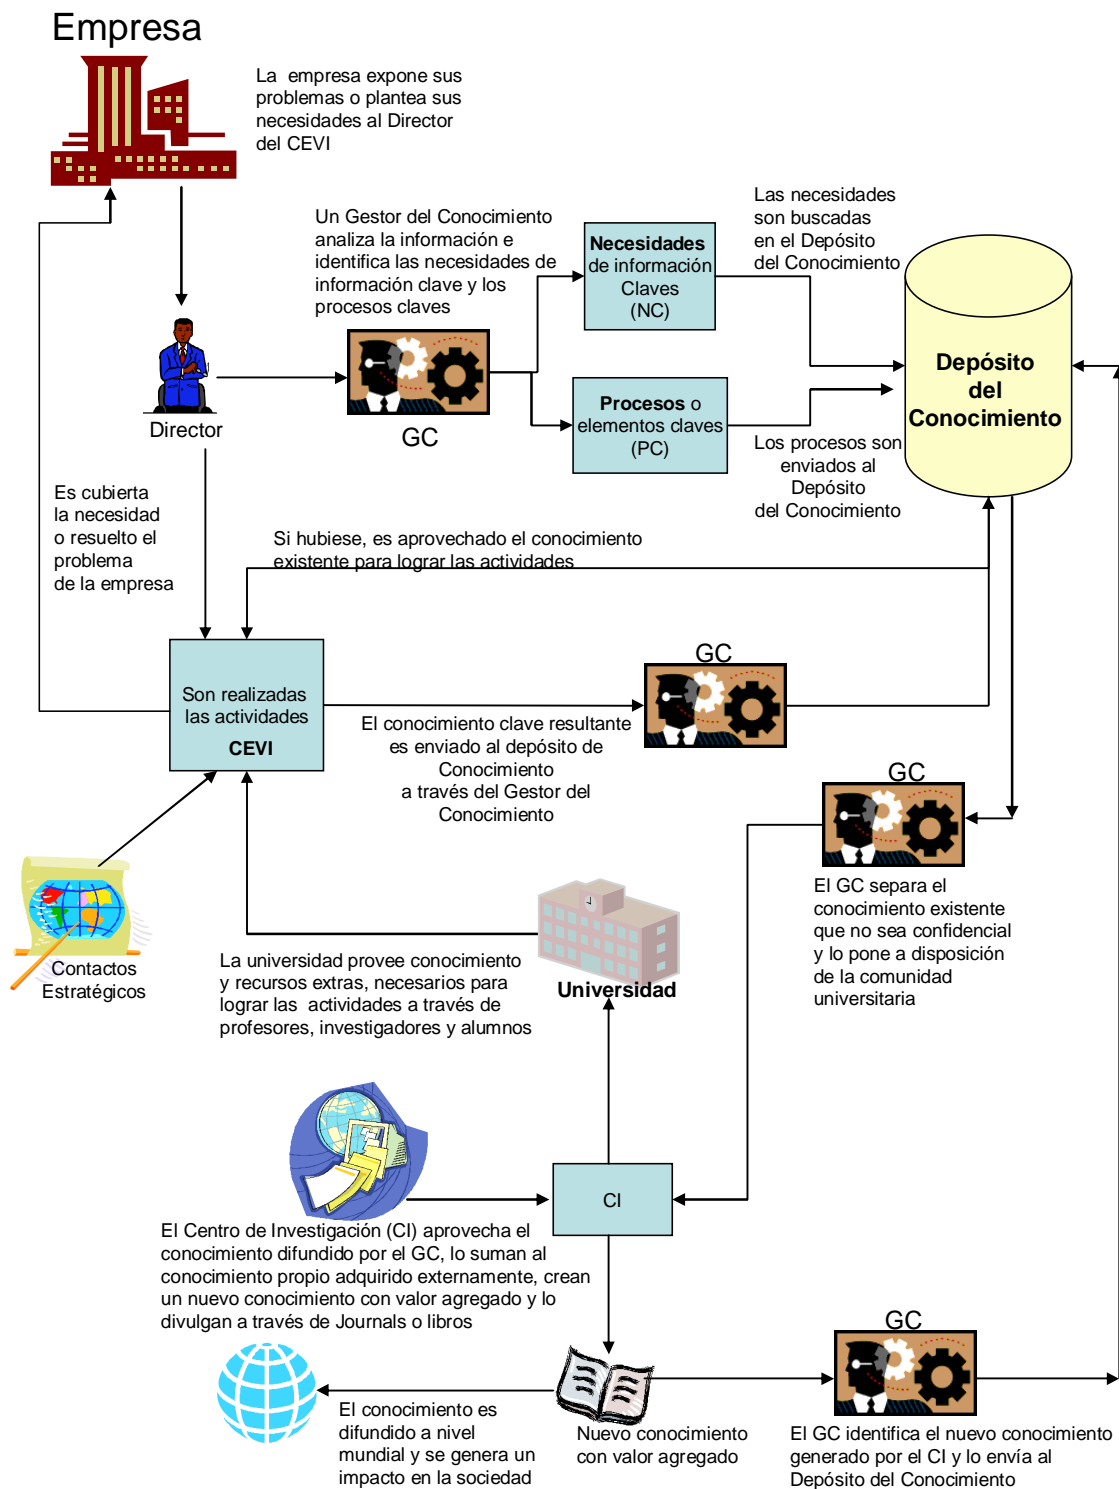 Empresa
La empresa expone sus
problemas o plantea sus
necesidades al Director
del CEVI
Un Gestor del Conocimiento
analiza la información e
identifica las necesidades de
información clave y los
procesos claves
Necesidades
de información
Claves
(NC)
Las necesidades
son buscadas
en el Depósito
del Conocimiento
Depósito
del
Conocimiento
Director
GC
Procesos o
elementos claves
(PC)
Los procesos son
enviados al
Depósito
del Conocimiento
Es cubierta
la necesidad
o resuelto el
problema
de la empresa
Si hubiese, es aprovechado el conocimiento
existente para lograr las actividades
Son realizadas
las actividades
CEVI
GC
El conocimiento clave resultante
es enviado al depósito de
Conocimiento
a través del Gestor del
Conocimiento
GC
El GC separa el
conocimiento existente
que no sea confidencial
y lo pone a disposición
de la comunidad
universitaria
Contactos
Estratégicos
La universidad provee conocimiento
y recursos extras, necesarios para
lograr las actividades a través de
profesores, investigadores y alumnos
Universidad
CI
El Centro de Investigación (CI) aprovecha el
conocimiento difundido por el GC, lo suman al
conocimiento propio adquirido externamente, crean
un nuevo conocimiento con valor agregado y lo
divulgan a través de Journals o libros
GC
El conocimiento es
difundido a nivel
mundial y se genera un
impacto en la sociedad
Nuevo conocimiento
con valor agregado
El GC identifica el nuevo conocimiento
generado por el CI y lo envía al
Depósito del Conocimiento